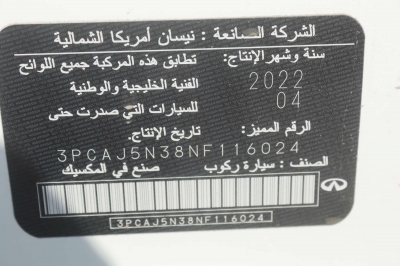 الشركة الصانعة : نيسان أمريكا الشمالية
سنة وشهر الإنتاج: تطابق هذه المركبة جميع اللوائح
2022 الفنية الخليجية والوطنية
04 للسيارات التي صدرت حتى
الرقم المميز: تاريخ الإنتاج.
3PCAJ5N38NF116024
الصنف : سيارة ركوب صنع في المكسيك
3PCAJ5N38NF116024